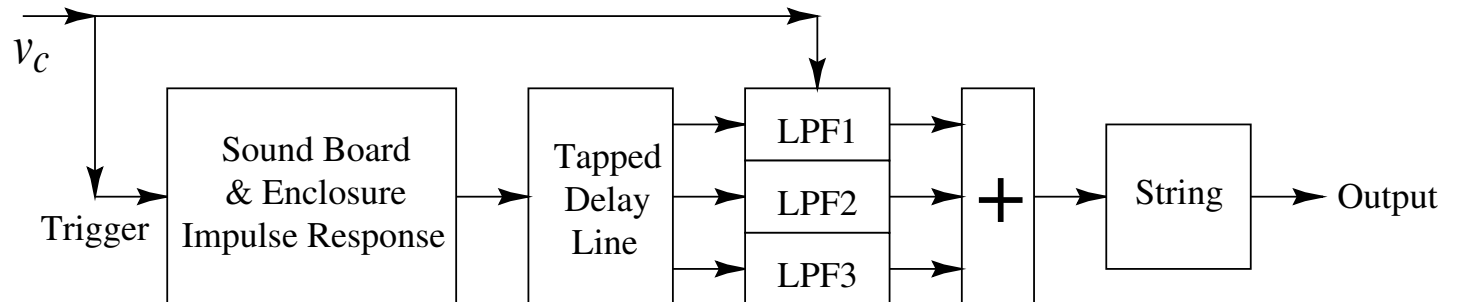 v_c
Trigger
Sound Board
& Enclosure
Impulse Response
Tapped
Delay
Line
LPF1
LPF2
LPF3
+
String
Output